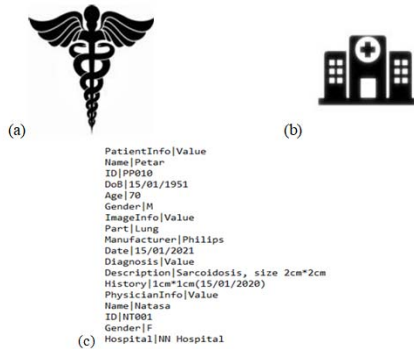 (a)
(b)
PatientInfo|Value
Name|Petar
ID|PP010
DoB|15/01/1951
Age|70
Gender|M
ImageInfo|Value
Part|Lung
Manufacturer|Philips
Date|15/01/2021
Diagnosis|Value
Description|Sarcoidosis, size 2cm*2cm
History|1cm*1cm(15/01/2020)
PhysicianInfo|Value
Name|Natasa
ID|NT001
Gender|F
(c) Hospital|NN Hospital